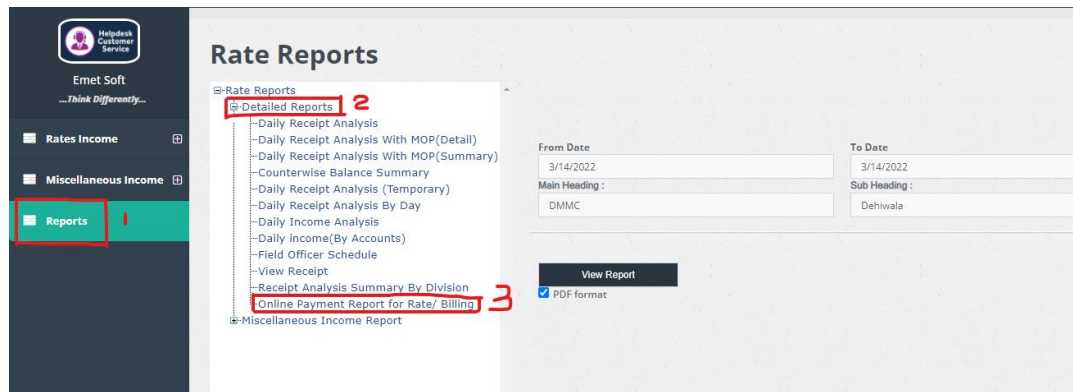 Helpdesk
Customer
Service
Emet Soft
...Think Differently...
Rates Income
Miscellaneous Income
Reports
1
Rate Reports
Rate Reports
Detailed Reports
2
Daily Receipt Analysis
Daily Receipt Analysis With MOP(Detail)
Daily Receipt Analysis With MOP(Summary)
Counterwise Balance Summary
Daily Receipt Analysis (Temporary)
Daily Receipt Analysis By Day
Daily Income Analysis
Daily income(By Accounts)
Field Officer Schedule
View Receipt
Receipt Analysis Summary By Division
Online Payment Report for Rate/ Billing
3
Miscellaneous Income Report
From Date
3/14/2022
To Date
3/14/2022
Main Heading :
DMMC
Sub Heading :
Dehiwala
View Report
PDF format